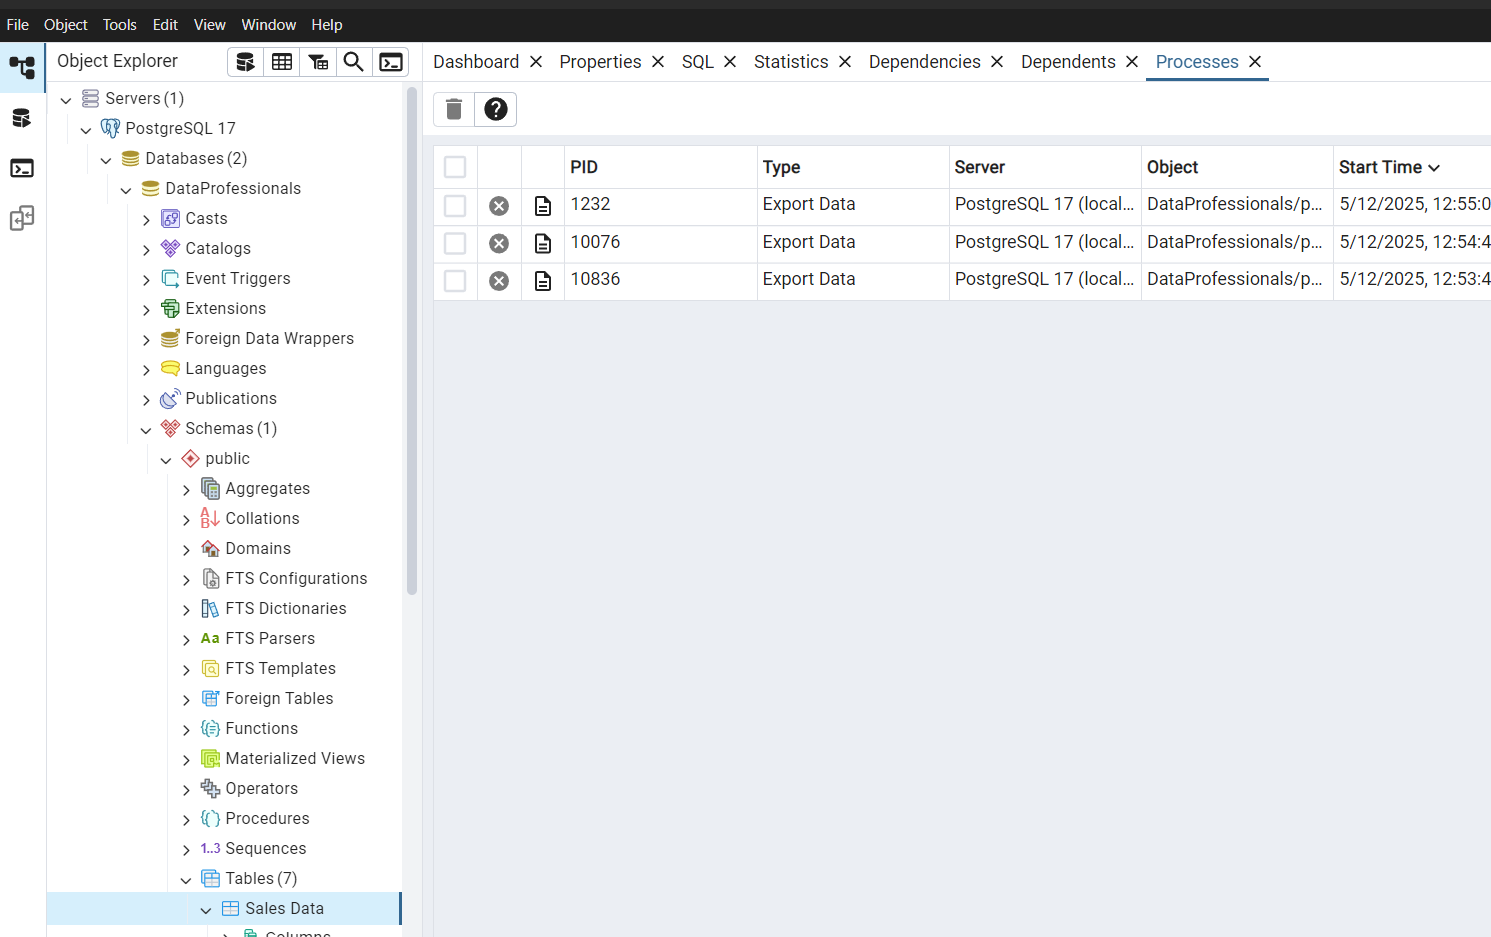 File Object Tools Edit View Window Help
Object Explorer
Dashboard Properties SQL Statistics Dependencies Dependents Processes
Servers (1)
PostgreSQL 17
Databases (2)
DataProfessionals
Casts
Catalogs
Event Triggers
Extensions
Foreign Data Wrappers
Languages
Publications
Schemas (1)
public
Aggregates
Collations
Domains
FTS Configurations
FTS Dictionaries
Aa FTS Parsers
FTS Templates
Foreign Tables
Functions
Materialized Views
Operators
Procedures
1..3 Sequences
Tables (7)
Sales Data
Columns
PID Type Server Object Start Time
1232 Export Data PostgreSQL 17 (local... DataProfessionals/p... 5/12/2025, 12:55:0
10076 Export Data PostgreSQL 17 (local... DataProfessionals/p... 5/12/2025, 12:54:4
10836 Export Data PostgreSQL 17 (local... DataProfessionals/p... 5/12/2025, 12:53:4